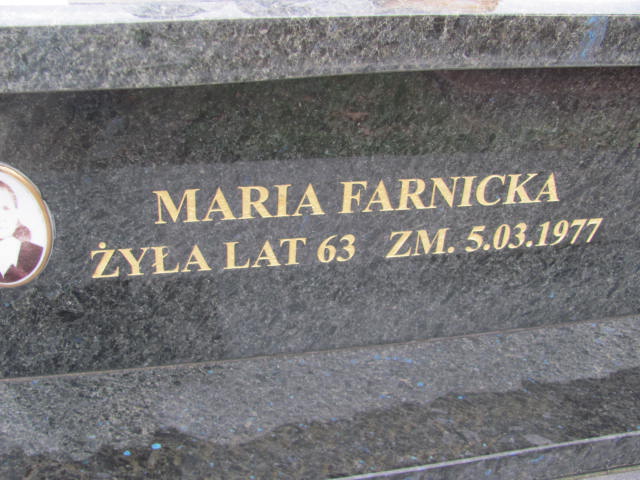 MARIA FARNICKA
ŻYŁA LAT 63 ZM. 5.03.1977